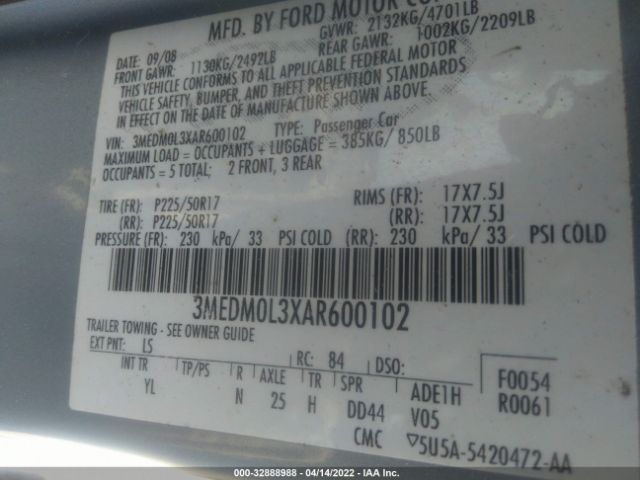 MFD. BY FORD MOTOR CO
DATE: 09/08 GVWR: 2132KG/4701LB
FRONT GAWR: 1130KG/2492LB REAR GAWR: 1002KG/2209LB
THIS VEHICLE CONFORMS TO ALL APPLICABLE FEDERAL MOTOR
VEHICLE SAFETY, BUMPER, AND THEFT PREVENTION STANDARDS
IN EFFECT ON THE DATE OF MANUFACTURE SHOWN ABOVE.
VIN: 3MEDM0L3XAR600102 TYPE: Passenger Car
MAXIMUM LOAD = OCCUPANTS + LUGGAGE = 385KG/ 850LB
OCCUPANTS = 5 TOTAL: 2 FRONT, 3 REAR
TIRE (FR): P225/50R17 RIMS (FR): 17X7.5J
(RR): P225/50R17 (RR): 17X7.5J
PRESSURE (FR): 230 kPa/ 33 PSI COLD (RR): 230 kPa/ 33 PSI COLD
3MEDM0L3XAR600102
TRAILER TOWING - SEE OWNER GUIDE
EXT PNT: LS RC: 84 DSO:
INT TR TP/PS R AXLE TR SPR ADE1H F0054
YL N 25 H DD44 V05 R0061
CMC ▽5U5A-5420472-AA
000-32888988 - 04/14/2022 - IAA Inc.